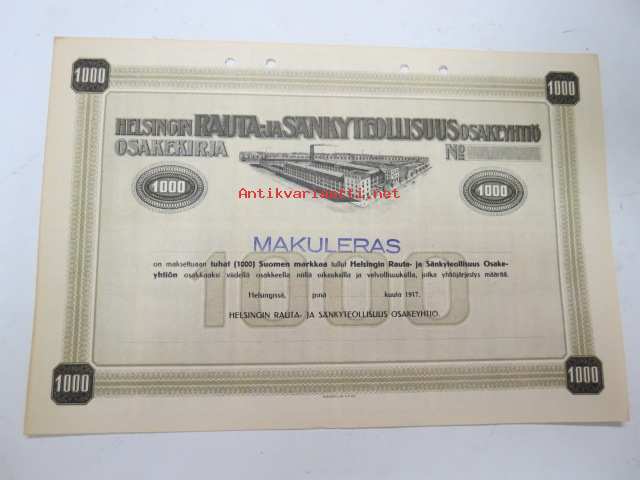 1000 1000
HELSINGIN RAUTA- JA SÄNKYTEOLLISUUS OSAKEYHTIÖ
OSAKEKIRJA No
1000 1000
Antikvariaatti.net
MAKULERAS
1000
on maksettuaan tuhat (1000) Suomen markkaa tullut Helsingin Rauta- ja Sänkyteollisuus Osake-
yhtiön osakkaaksi viidellä osakkeella niillä oikeuksilla ja velvollisuuksilla, jotka yhtiöjärjestys määrää.
Helsingissä, p:nä kuuta 1917.
HELSINGIN RAUTA- JA SÄNKYTEOLLISUUS OSAKEYHTIÖ.
1000 1000